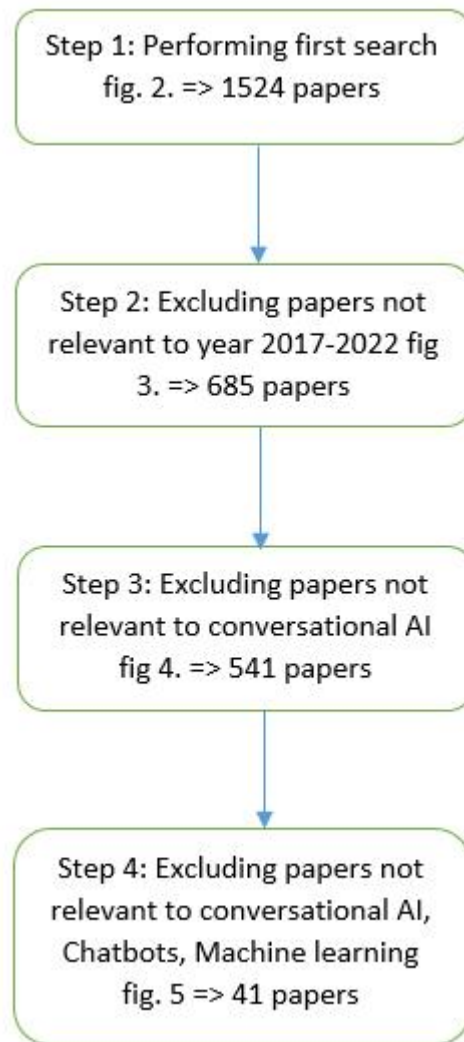 Step 1: Performing first search
fig. 2. => 1524 papers
Step 2: Excluding papers not
relevant to year 2017-2022 fig
3. => 685 papers
Step 3: Excluding papers not
relevant to conversational AI
fig 4. => 541 papers
Step 4: Excluding papers not
relevant to conversational AI,
Chatbots, Machine learning
fig. 5 => 41 papers